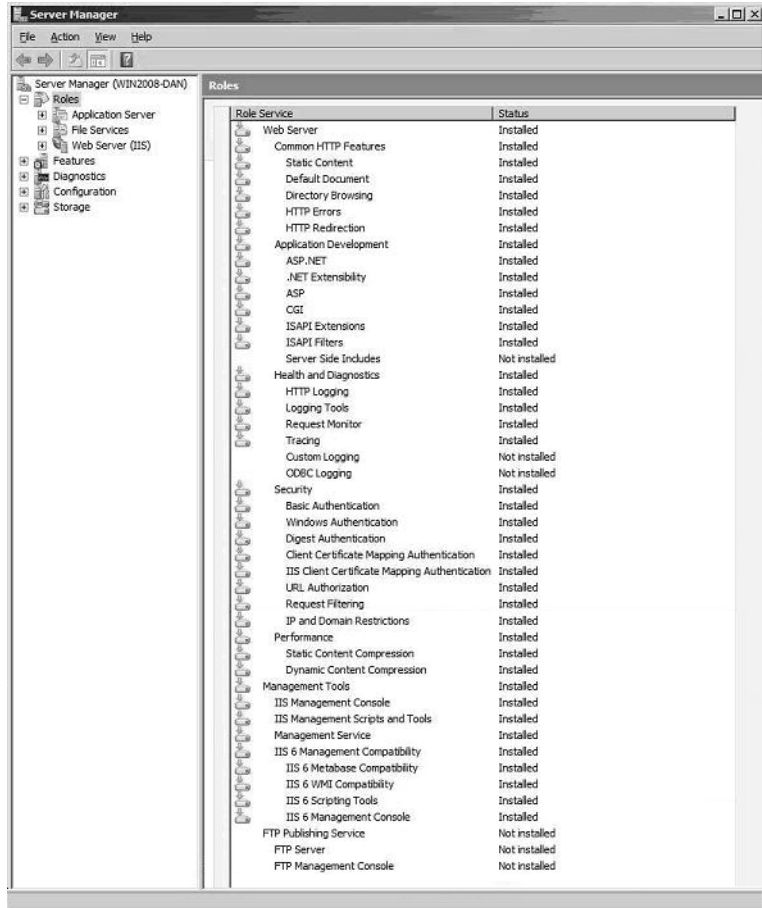 Server Manager
File Action View Help
Server Manager (WIN2008-DAN)
Roles
Application Server
File Services
Web Server (IIS)
Features
Diagnostics
Configuration
Storage
Roles
Role Service Status
Web Server Installed
Common HTTP Features Installed
Static Content Installed
Default Document Installed
Directory Browsing Installed
HTTP Errors Installed
HTTP Redirection Installed
Application Development Installed
ASP.NET Installed
.NET Extensibility Installed
ASP Installed
CGI Installed
ISAPI Extensions Installed
ISAPI Filters Installed
Server Side Includes Not installed
Health and Diagnostics Installed
HTTP Logging Installed
Logging Tools Installed
Request Monitor Installed
Tracing Installed
Custom Logging Not installed
ODBC Logging Not installed
Security Installed
Basic Authentication Installed
Windows Authentication Installed
Digest Authentication Installed
Client Certificate Mapping Authentication Installed
IIS Client Certificate Mapping Authentication Installed
URL Authorization Installed
Request Filtering Installed
IP and Domain Restrictions Installed
Performance Installed
Static Content Compression Installed
Dynamic Content Compression Installed
Management Tools Installed
IIS Management Console Installed
IIS Management Scripts and Tools Installed
Management Service Installed
IIS 6 Management Compatibility Installed
IIS 6 Metabase Compatibility Installed
IIS 6 WMI Compatibility Installed
IIS 6 Scripting Tools Installed
IIS 6 Management Console Installed
FTP Publishing Service Not installed
FTP Server Not installed
FTP Management Console Not installed